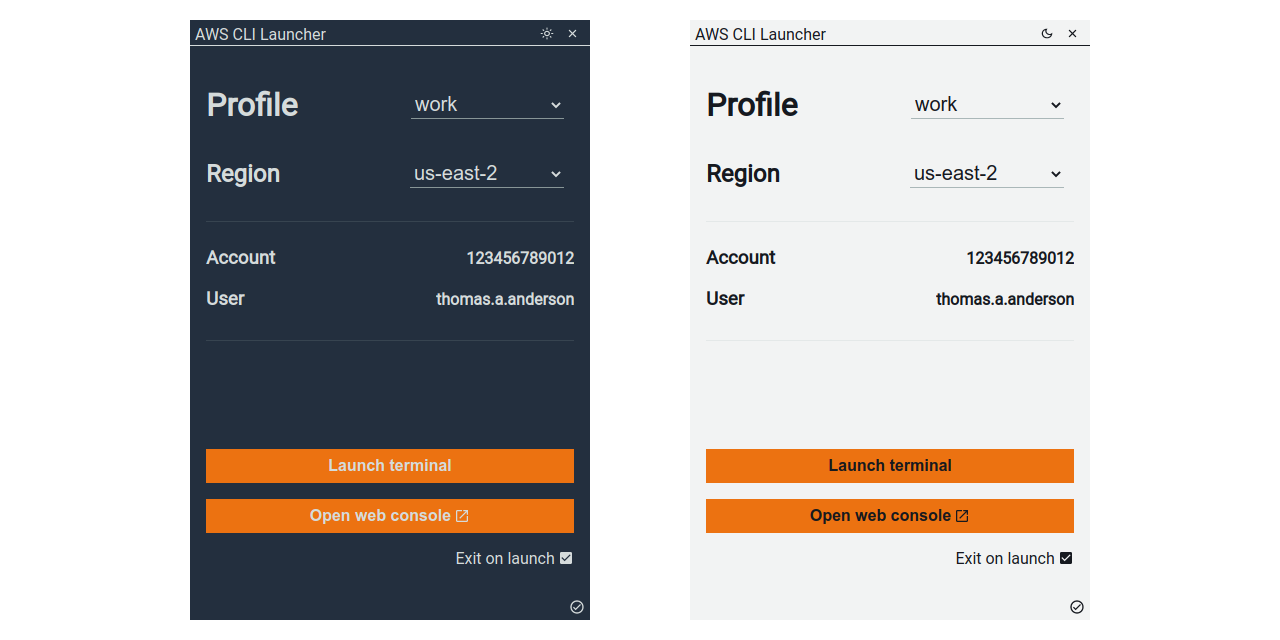 AWS CLI Launcher
Profile work
Region us-east-2
Account 123456789012
User thomas.a.anderson
Launch terminal
Open web console
Exit on launch
AWS CLI Launcher
Profile work
Region us-east-2
Account 123456789012
User thomas.a.anderson
Launch terminal
Open web console
Exit on launch